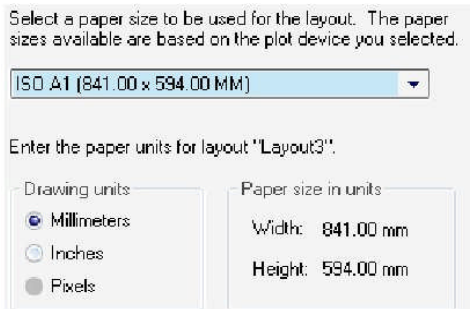 Select a paper size to be used for the layout. The paper
sizes available are based on the plot device you selected.
ISO A1 (841.00 x 594.00 MM)
Enter the paper units for layout "Layout3".
Drawing units
Millimeters
Inches
Pixels
Paper size in units
Width: 841.00 mm
Height: 594.00 mm